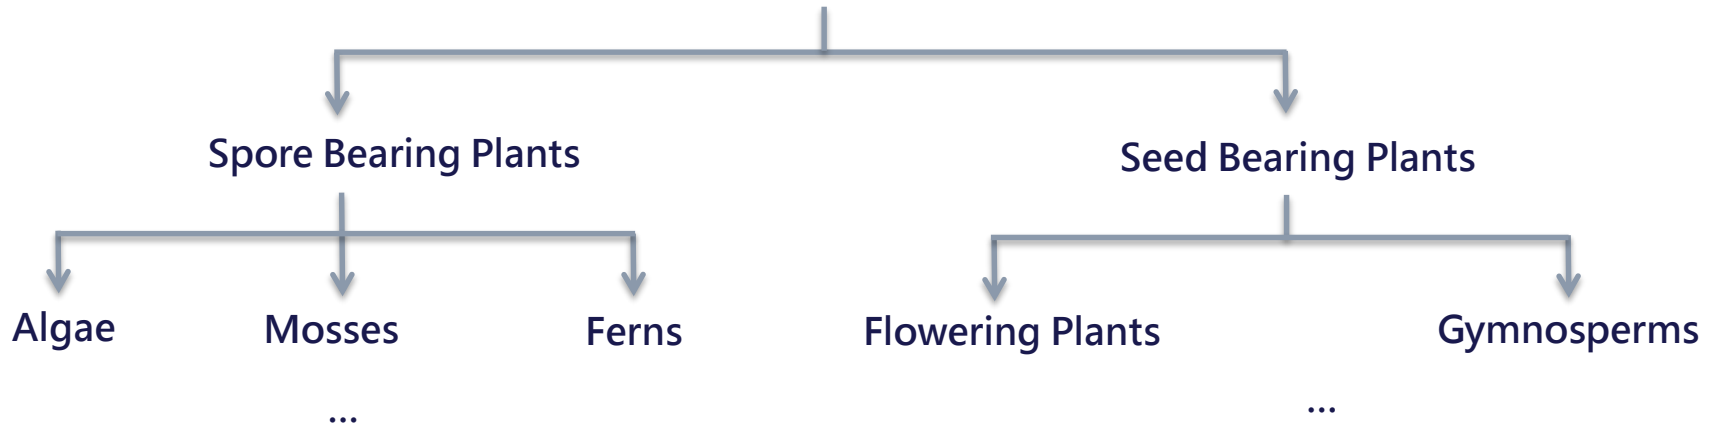 Spore Bearing Plants
Seed Bearing Plants
Algae
Mosses
Ferns
Flowering Plants
Gymnosperms
...
...